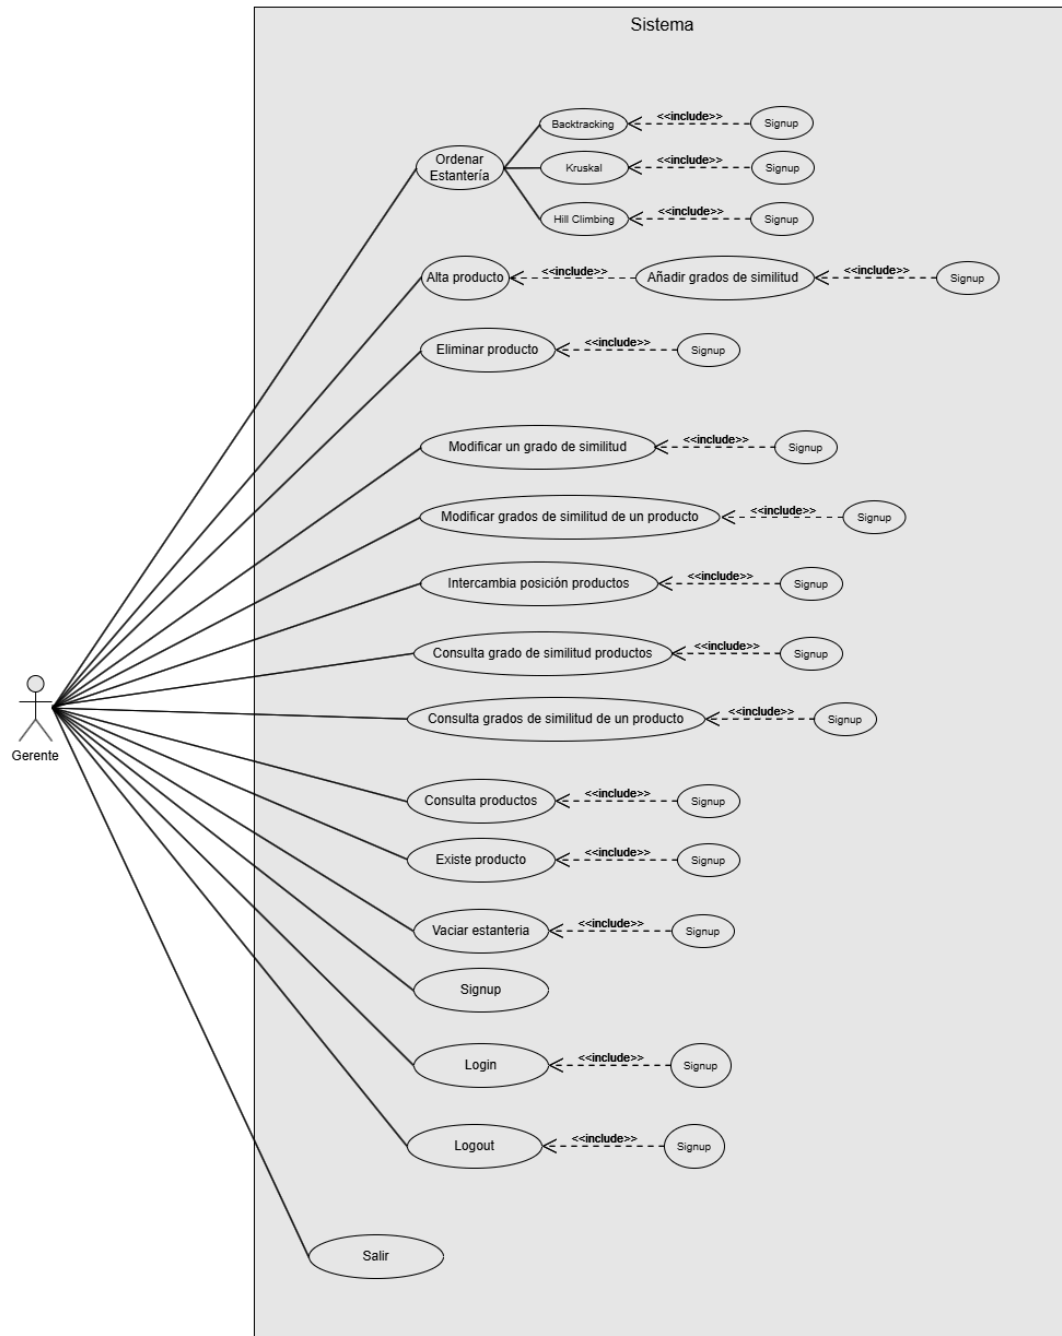 Sistema
Backtracking
<<include>>
Signup
Ordenar
Estantería
Kruskal
<<include>>
Signup
Hill Climbing
<<include>>
Signup
Alta producto
<<include>>
Añadir grados de similitud
<<include>>
Signup
Eliminar producto
<<include>>
Signup
Modificar un grado de similitud
<<include>>
Signup
Modificar grados de similitud de un producto
<<include>>
Signup
Intercambia posición productos
<<include>>
Signup
Consulta grado de similitud productos
<<include>>
Signup
Gerente
Consulta grados de similitud de un producto
<<include>>
Signup
Consulta productos
<<include>>
Signup
Existe producto
<<include>>
Signup
Vaciar estanteria
<<include>>
Signup
Signup
Login
<<include>>
Signup
Logout
<<include>>
Signup
Salir